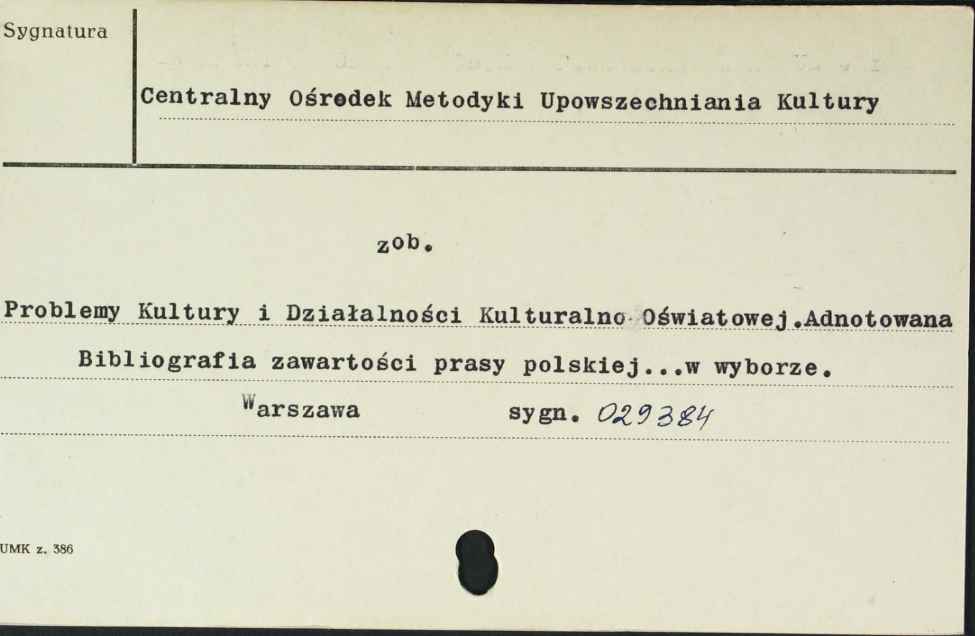 Sygnatura
Centralny Ośrodek Metodyki Upowszechniania Kultury
zob.
Problemy Kultury i Działalności Kulturalno Oświatowej.Adnotowana
Bibliografia zawartości prasy polskiej...w wyborze.
Warszawa sygn. 029384
UMK z. 386